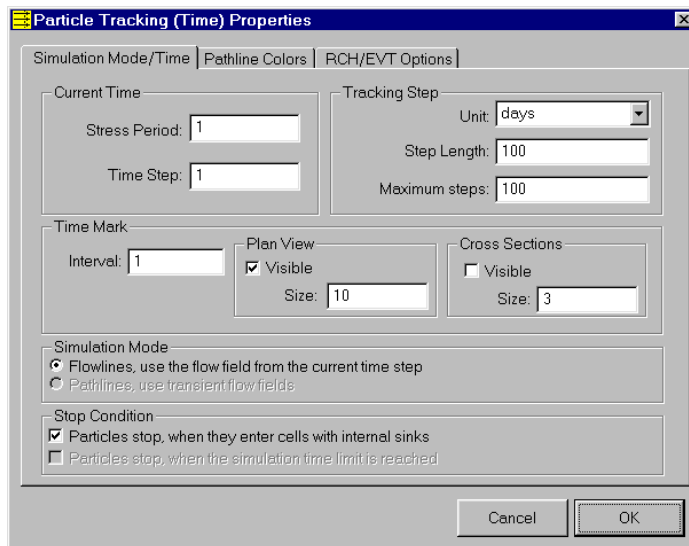 Particle Tracking (Time) Properties
Simulation Mode/Time Pathline Colors RCH/EVT Options
Current Time
Stress Period: 1
Time Step: 1
Tracking Step
Unit: days
Step Length: 100
Maximum steps: 100
Time Mark
Interval: 1
Plan View
Visible
Size: 10
Cross Sections
Visible
Size: 3
Simulation Mode
Flowlines, use the flow field from the current time step
Pathlines, use transient flow fields
Stop Condition
Particles stop, when they enter cells with internal sinks
Particles stop, when the simulation time limit is reached
Cancel OK